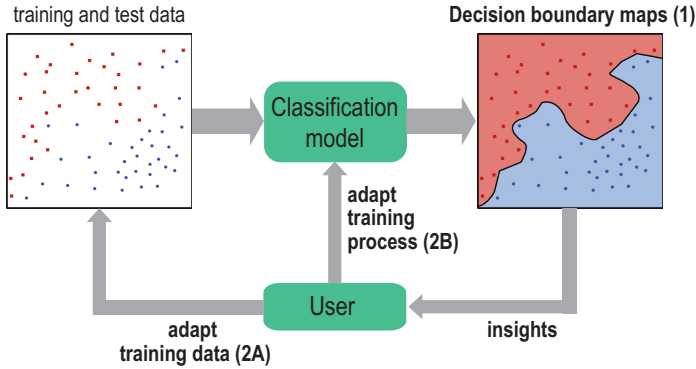 training and test data
Decision boundary maps (1)
Classification
model
adapt
training
process (2B)
User
adapt
training data (2A)
insights